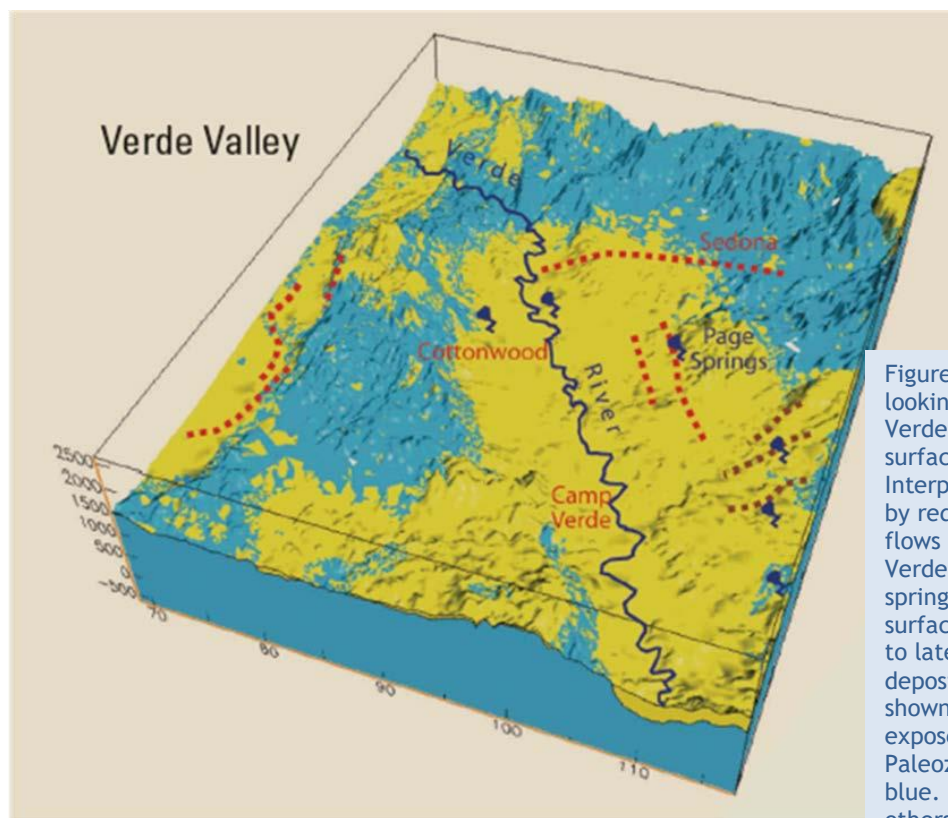 Verde Valley
Verde
Sedona
Page
Springs
Cottonwood
River
Camp
Verde
2500
2000
1500
1000
500
0
-500
70
80
90
100
110
Figure
looking
Verde
surfac
Interp
by rec
flows
Verde
spring
surfac
to late
depos
shown
expose
Paleoz
blue.